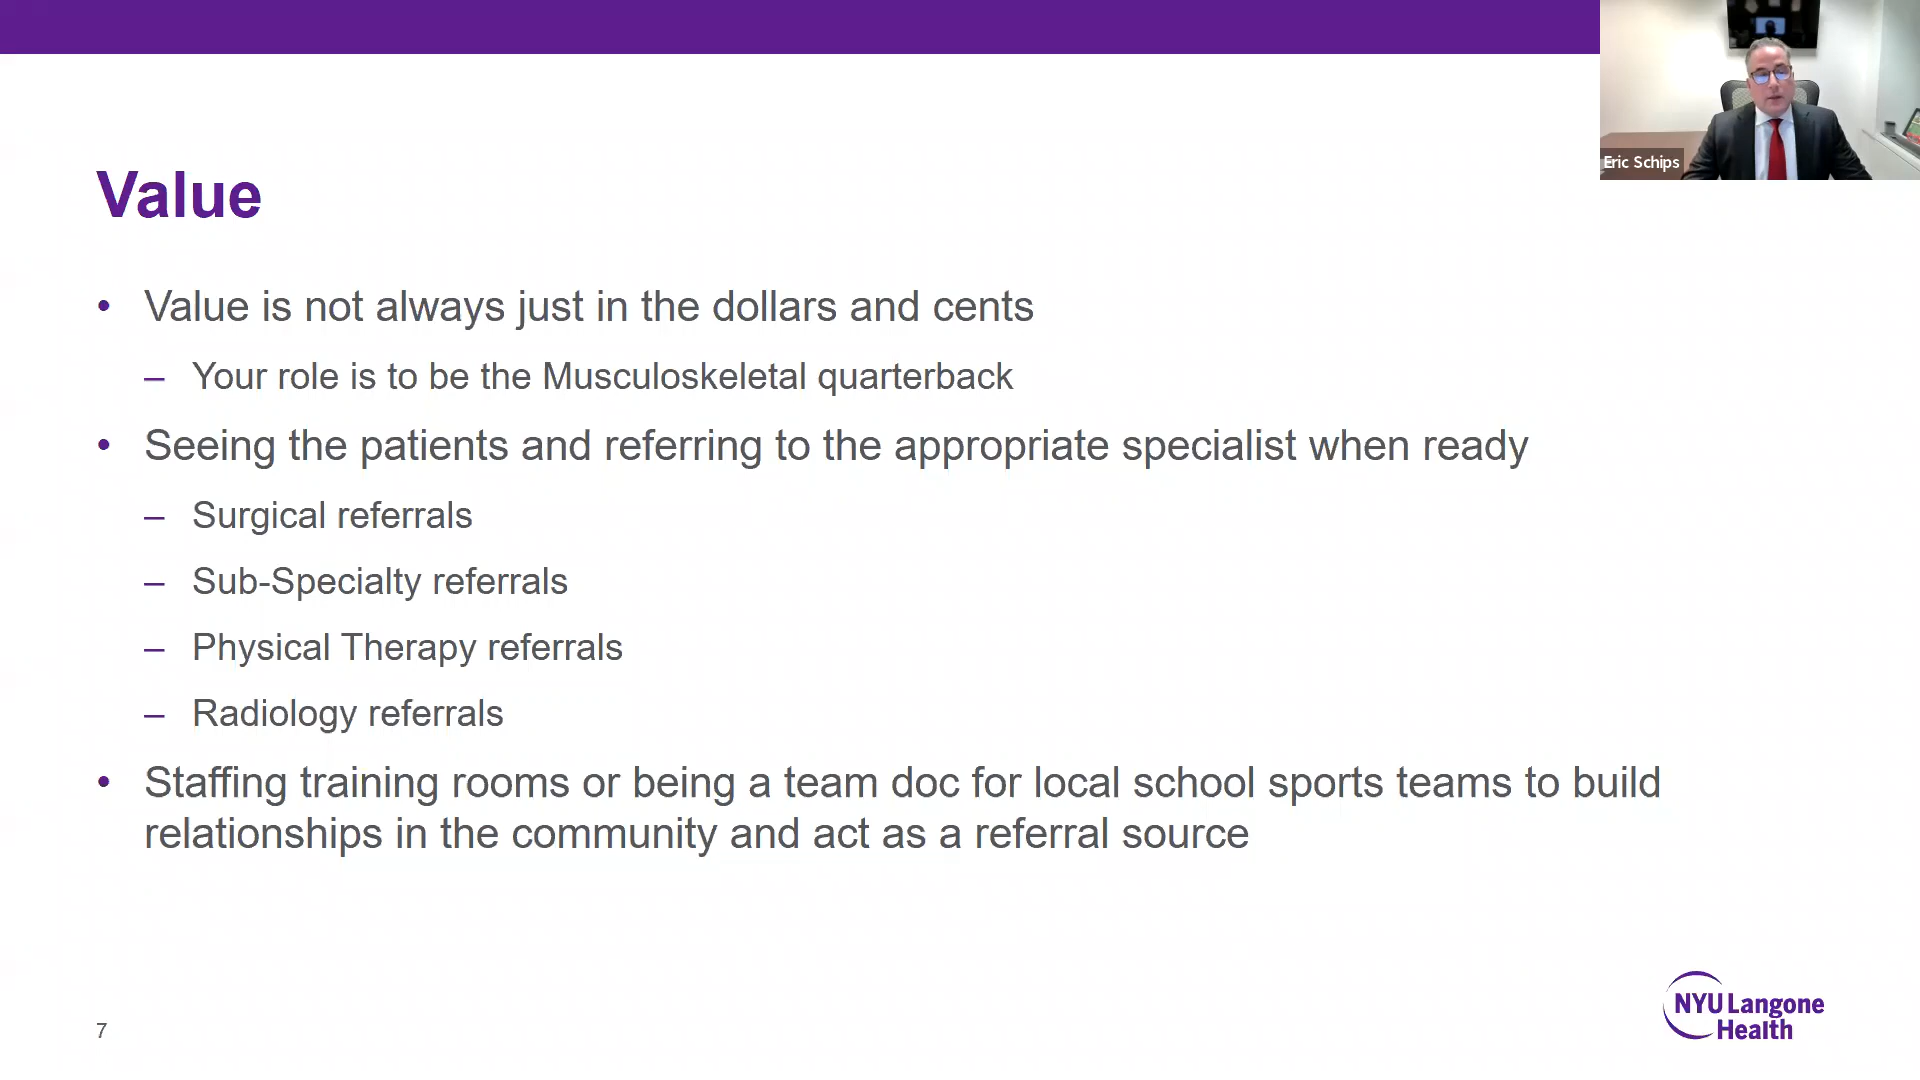 Eric Schips
Value
• Value is not always just in the dollars and cents
– Your role is to be the Musculoskeletal quarterback
• Seeing the patients and referring to the appropriate specialist when ready
– Surgical referrals
– Sub-Specialty referrals
– Physical Therapy referrals
– Radiology referrals
• Staffing training rooms or being a team doc for local school sports teams to build
relationships in the community and act as a referral source
7
NYU Langone
Health